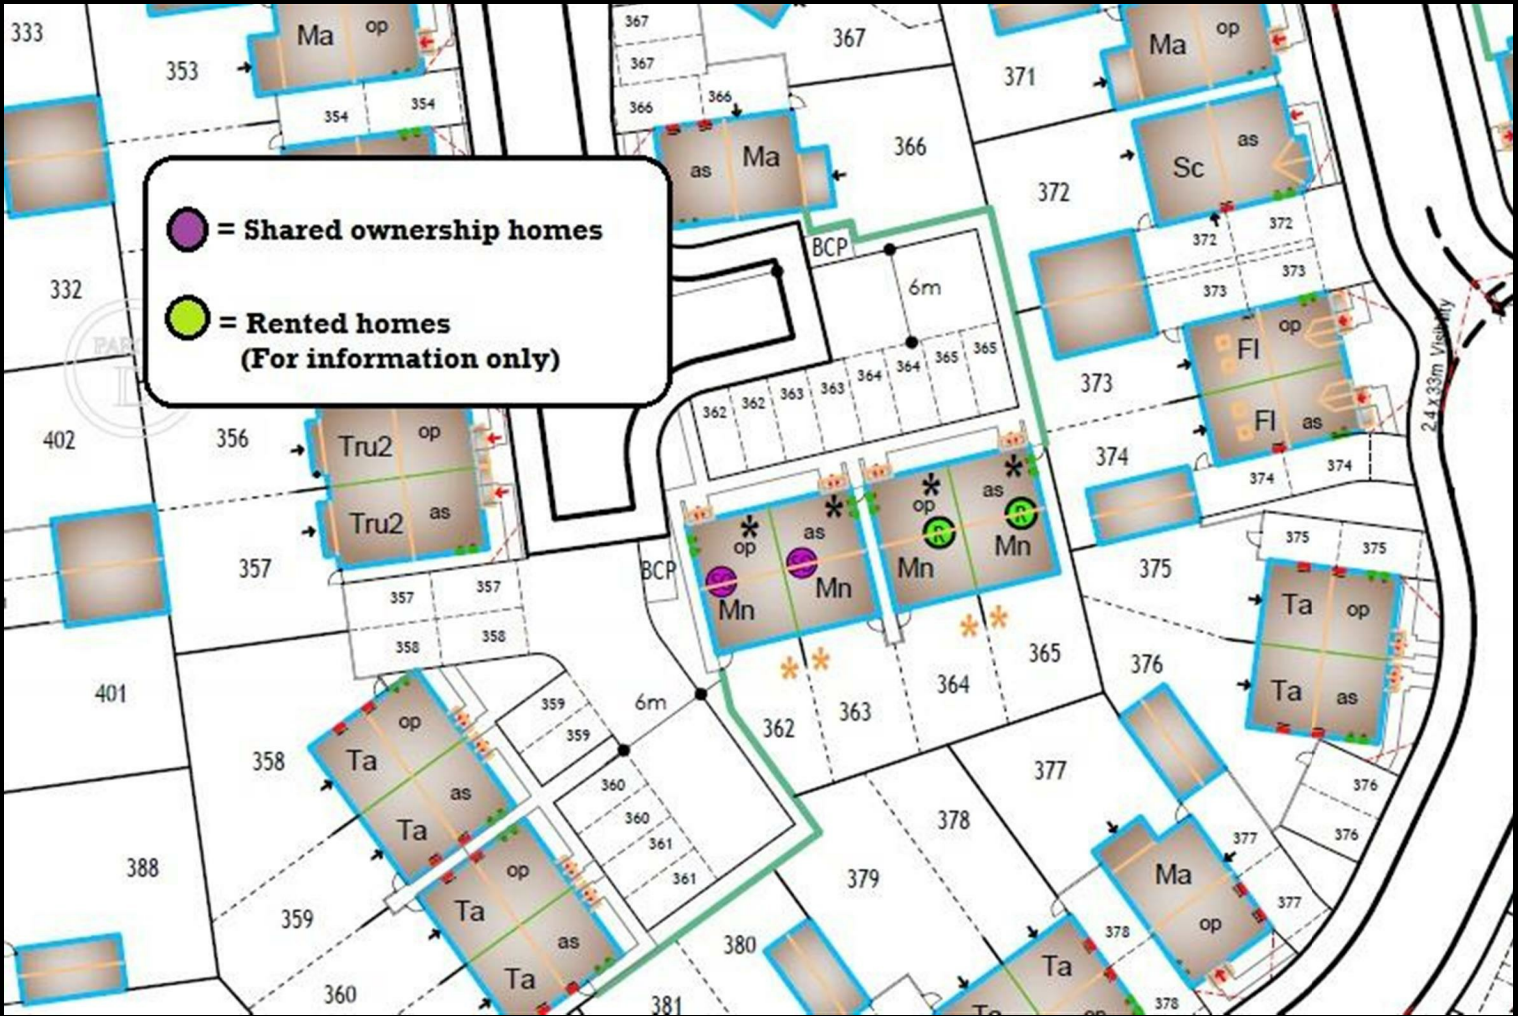 333
353
Ma
op
354
354
367
367
366
366
367
371
Ma
op
as
Ma
366
Sc
as
372
372
372
373
373
= Shared ownership homes
= Rented homes
(For information only)
332
BCP
6m
402
356
Tru2
op
362
362
363
363
364
364
365
365
373
Fl
op
Fl
as
2.4 x 33m Visibility
374
374
374
Tru2
as
357
357
357
358
358
BCP
* op
as *
SO
SO
Mn
Mn
* op
as *
R
R
Mn
Mn
* *
* *
375
375
375
Ta
op
Ta
as
376
376
376
401
358
Ta
op
Ta
as
359
359
6m
360
360
361
361
362
363
364
365
377
377
377
378
Ma
op
388
359
Ta
op
Ta
as
360
379
380
381
378
Ta
op
378